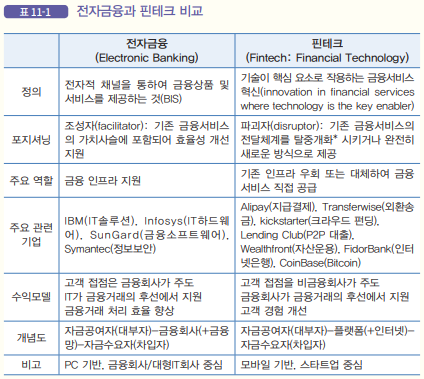 표 11-1 전자금융과 핀테크 비교
전자금융
(Electronic Banking)
핀테크
(Fintech: Financial Technology)
정의
전자적 채널을 통하여 금융상품 및
서비스를 제공하는 것(BIS)
기술이 핵심 요소로 작용하는 금융서비스
혁신(innovation in financial services
where technology is the key enabler)
포지셔닝
조성자(facilitator): 기존 금융서비스
의 가치사슬에 포함되어 효율성 개선
지원
파괴자(disruptor): 기존 금융서비스의
전달체계를 탈중개화* 시키거나 완전히
새로운 방식으로 제공
주요 역할
금융 인프라 지원
기존 인프라 우회 또는 대체하여 금융
서비스 직접 공급
주요 관련
기업
IBM(IT솔루션), Infosys(IT하드웨
어), SunGard(금융소프트웨어),
Symantec(정보보안)
Alipay(지급결제), Transferwise(외환송
금), kickstarter(크라우드 펀딩),
Lending Club(P2P 대출),
Wealthfront(자산운용), FidorBank(인터
넷은행), CoinBase(Bitcoin)
수익모델
고객 접점은 금융회사가 주도
IT가 금융거래의 후선에서 지원
금융거래 처리 효율 향상
고객 접점을 비금융회사가 주도
금융회사가 금융거래의 후선에서 지원
고객 경험 개선
개념도
자금공여자(대부자)–금융회사(+금융
망)–자금수요자(차입자)
자금공여자(대부자)–플랫폼(+인터넷)–
자금수요자(차입자)
비고
PC 기반, 금융회사/대형IT회사 중심
모바일 기반, 스타트업 중심